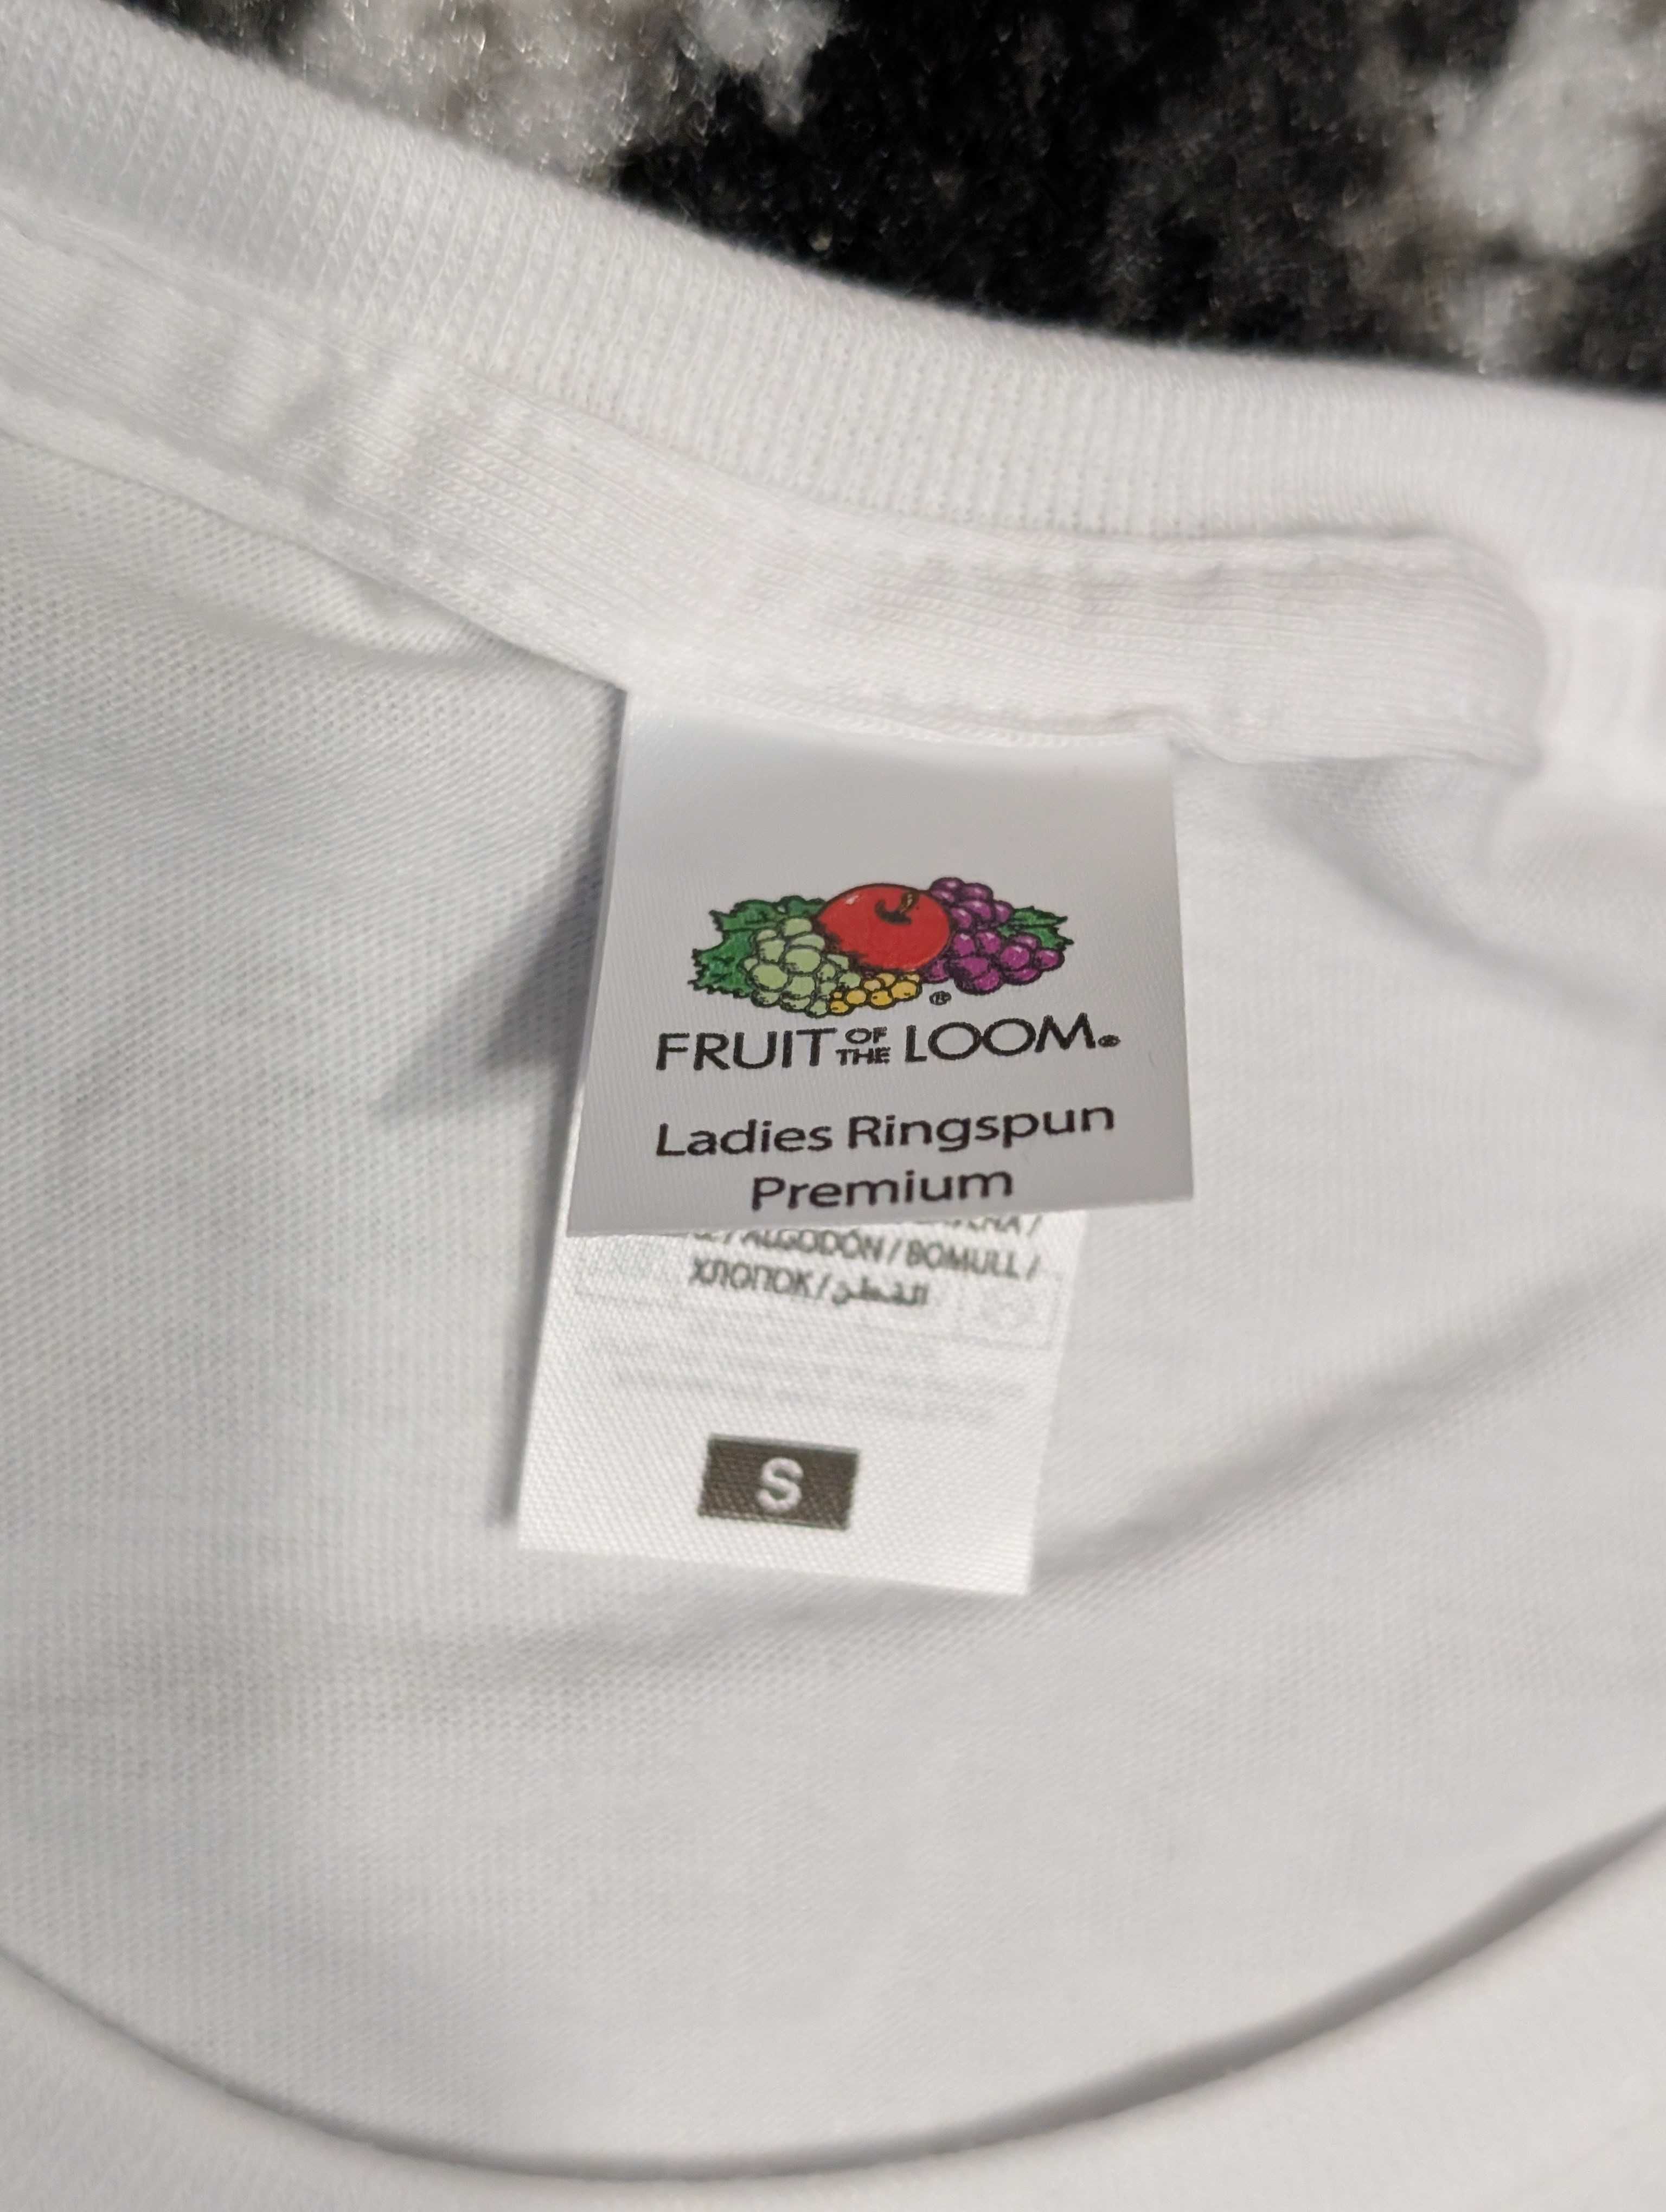 FRUIT OF THE LOOM®
Ladies Ringspun
Premium
/ ALGODÓN / BOMULL /
ХЛОПОК / القطن
S